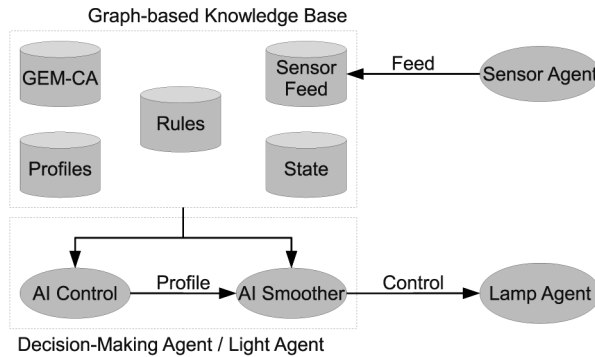 Graph-based Knowledge Base
GEM-CA
Sensor
Feed
Feed
Sensor Agent
Rules
Profiles
State
AI Control
Profile
AI Smoother
Control
Lamp Agent
Decision-Making Agent / Light Agent